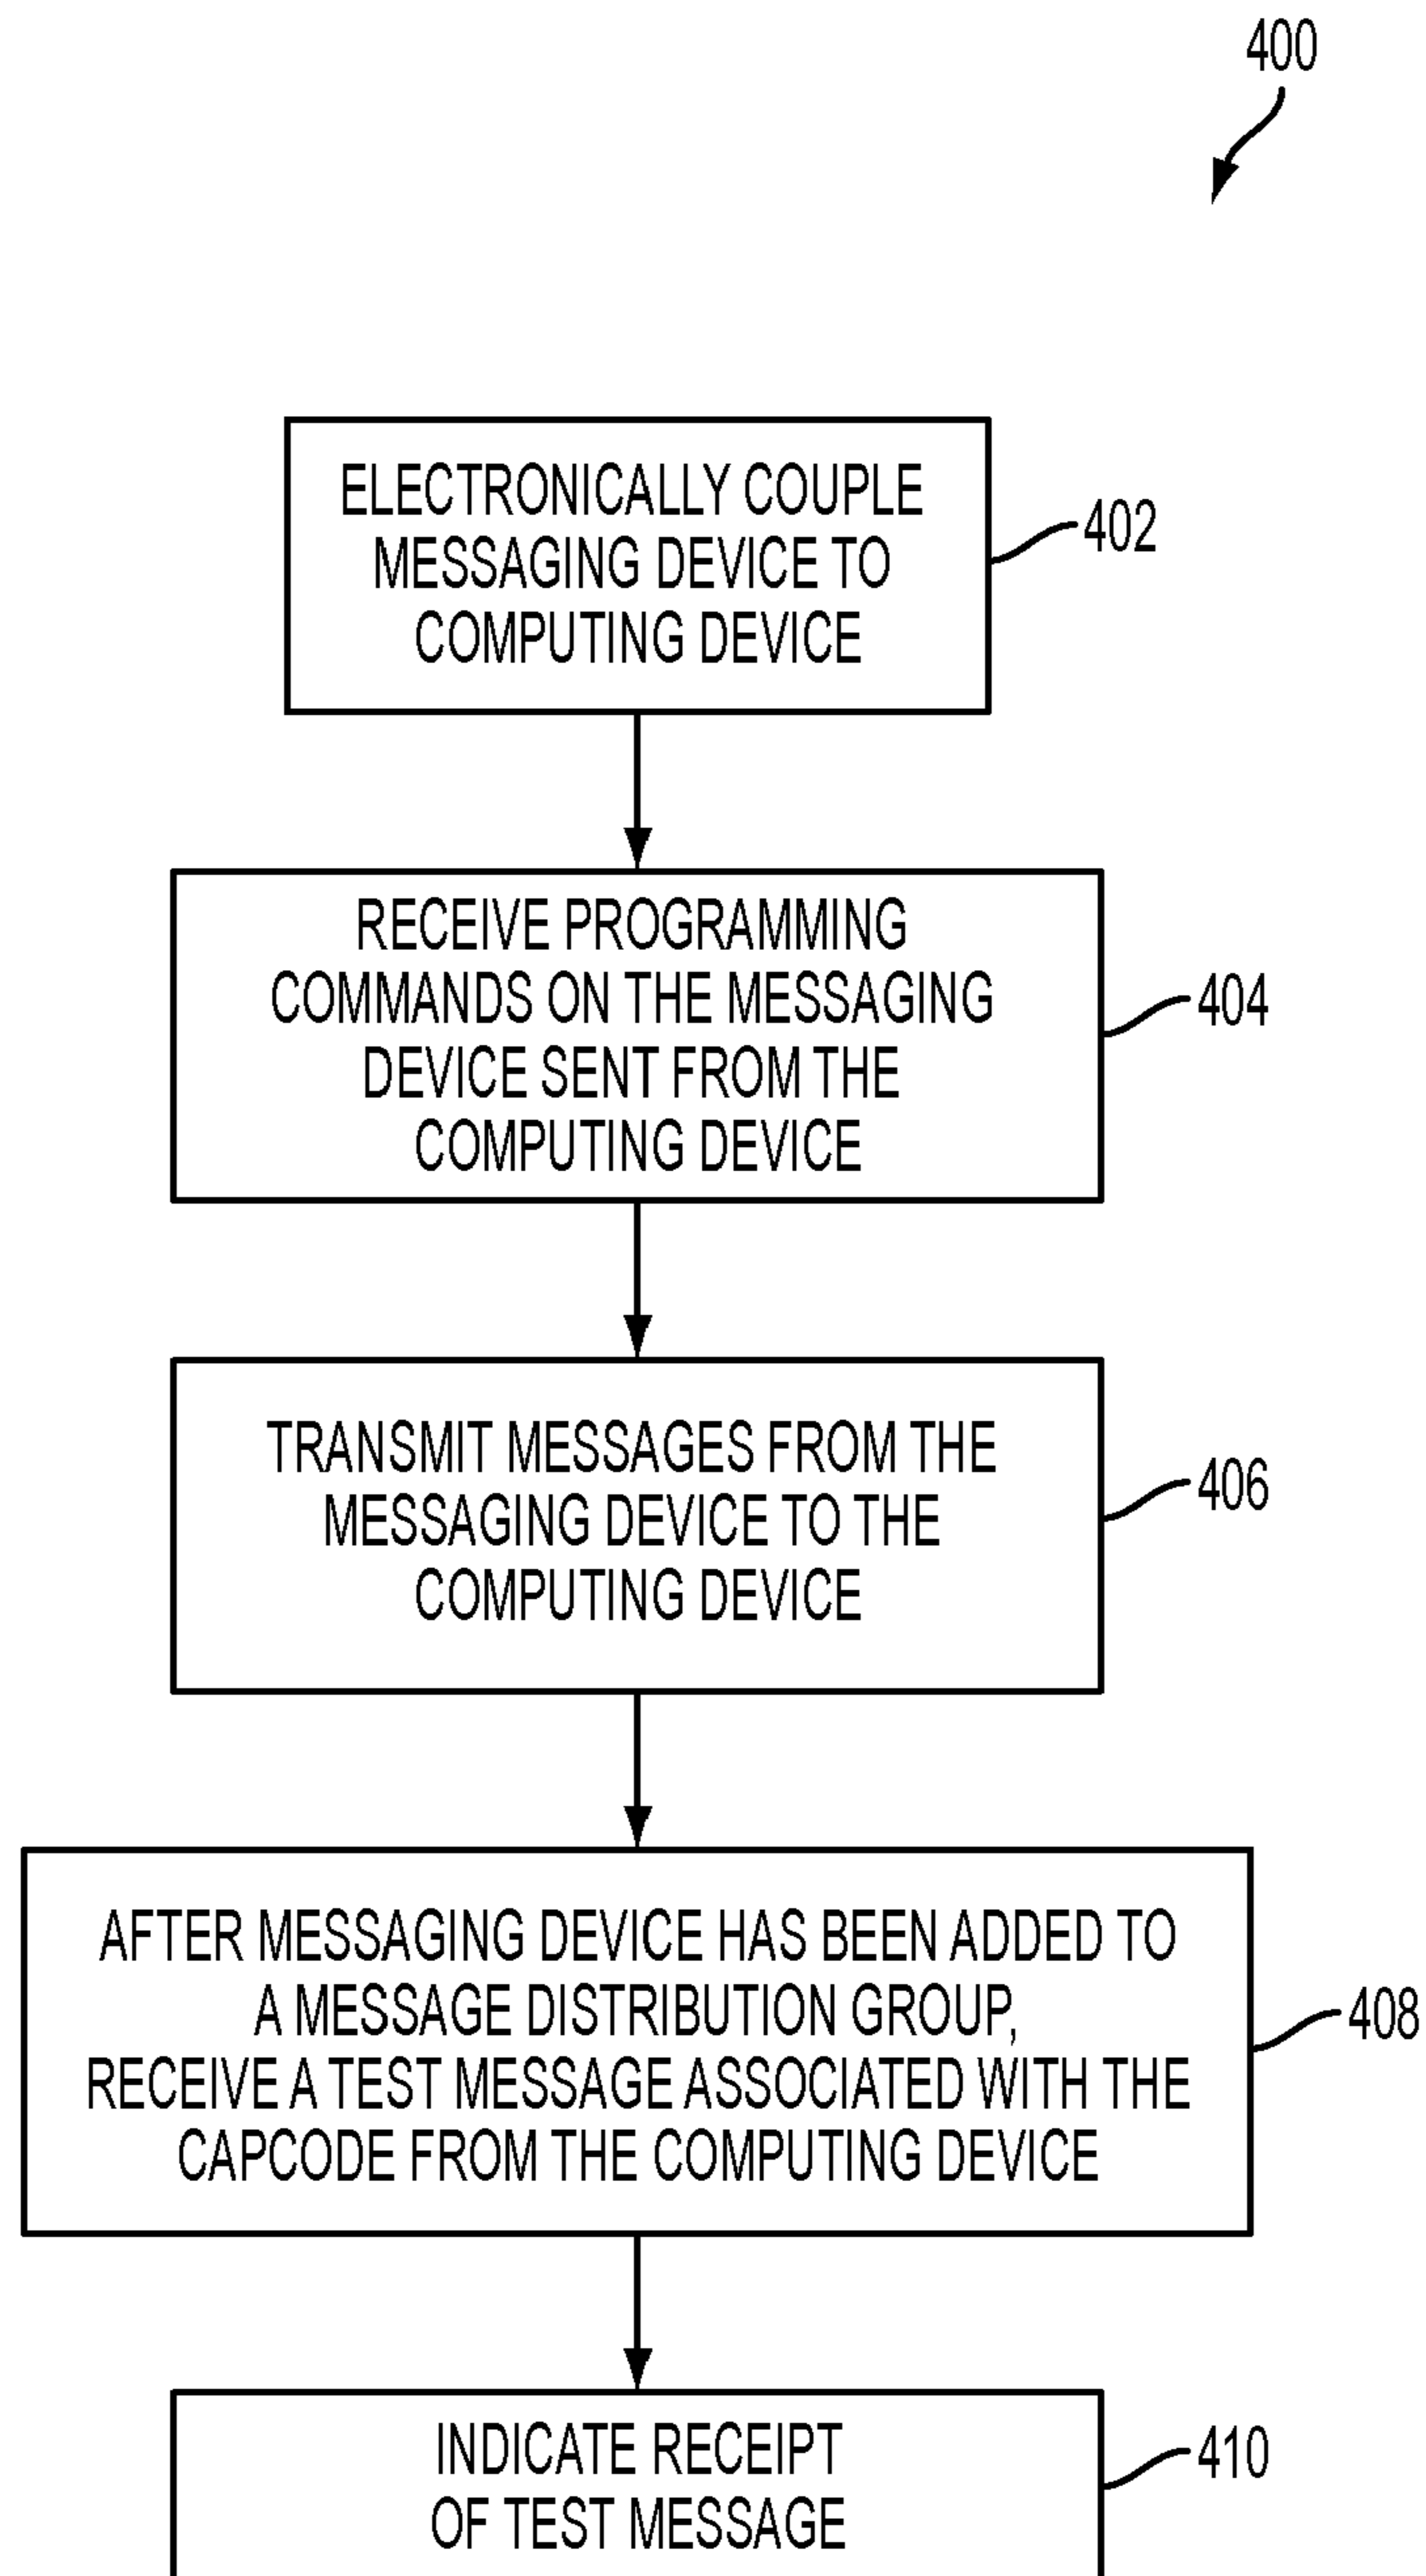 400
ELECTRONICALLY COUPLE
MESSAGING DEVICE TO
COMPUTING DEVICE
402
RECEIVE PROGRAMMING
COMMANDS ON THE MESSAGING
DEVICE SENT FROM THE
COMPUTING DEVICE
404
TRANSMIT MESSAGES FROM THE
MESSAGING DEVICE TO THE
COMPUTING DEVICE
406
AFTER MESSAGING DEVICE HAS BEEN ADDED TO
A MESSAGE DISTRIBUTION GROUP,
RECEIVE A TEST MESSAGE ASSOCIATED WITH THE
CAPCODE FROM THE COMPUTING DEVICE
408
INDICATE RECEIPT
OF TEST MESSAGE
410